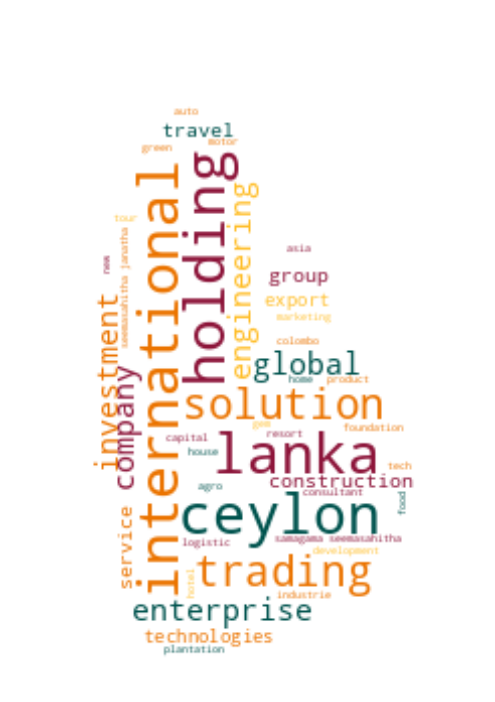 auto
travel
motor
green
international
holding
engineering
tour
seemasahitha janatha
new
asia
group
export
marketing
investment
colombo
global
home
product
company
solution
gem
foundation
capital
resort
lanka
house
tech
construction
agro
consultant
food
ceylon
service
logistic
samagama seemasahitha
development
trading
hotel
industrie
enterprise
technologies
plantation